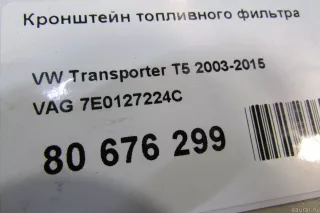 Кронштейн топливного фильтра
VW Transporter T5 2003-2015
VAG 7E0127224C
80 676 299